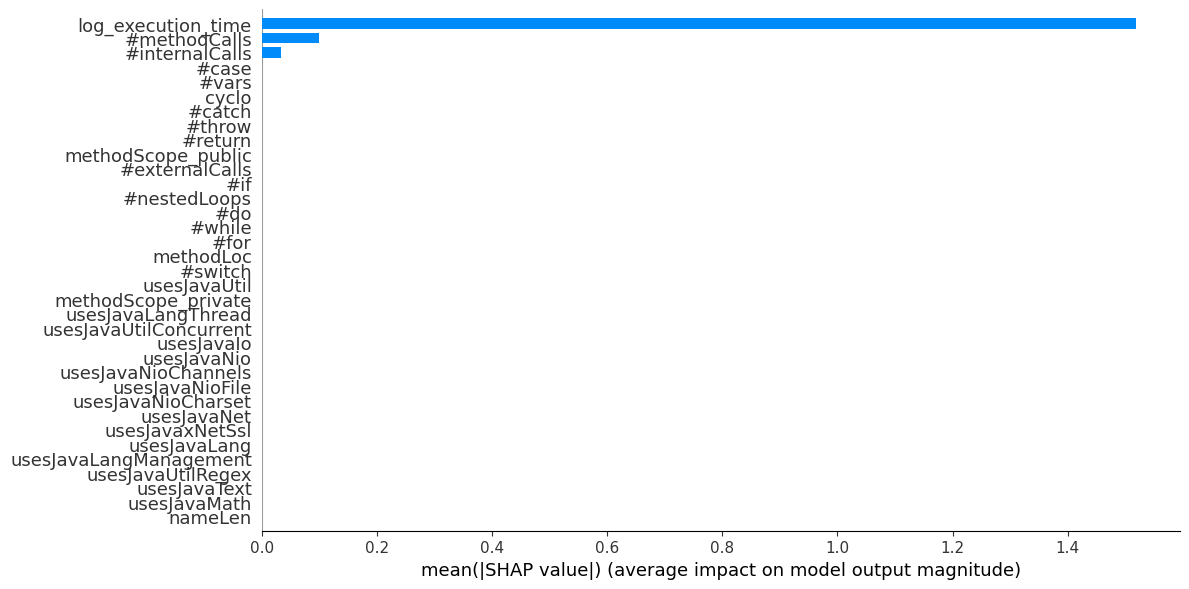 log_execution_time
#methodCalls
#internalCalls
#case
#vars
cyclo
#catch
#throw
#return
methodScope_public
#externalCalls
#if
#nestedLoops
#do
#while
#for
methodLoc
#switch
usesJavaUtil
methodScope_private
usesJavaLangThread
usesJavaUtilConcurrent
usesJavaIo
usesJavaNio
usesJavaNioChannels
usesJavaNioFile
usesJavaNioCharset
usesJavaNet
usesJavaxNetSsl
usesJavaLang
usesJavaLangManagement
usesJavaUtilRegex
usesJavaText
usesJavaMath
nameLen
0.0 0.2 0.4 0.6 0.8 1.0 1.2 1.4
mean(|SHAP value|) (average impact on model output magnitude)